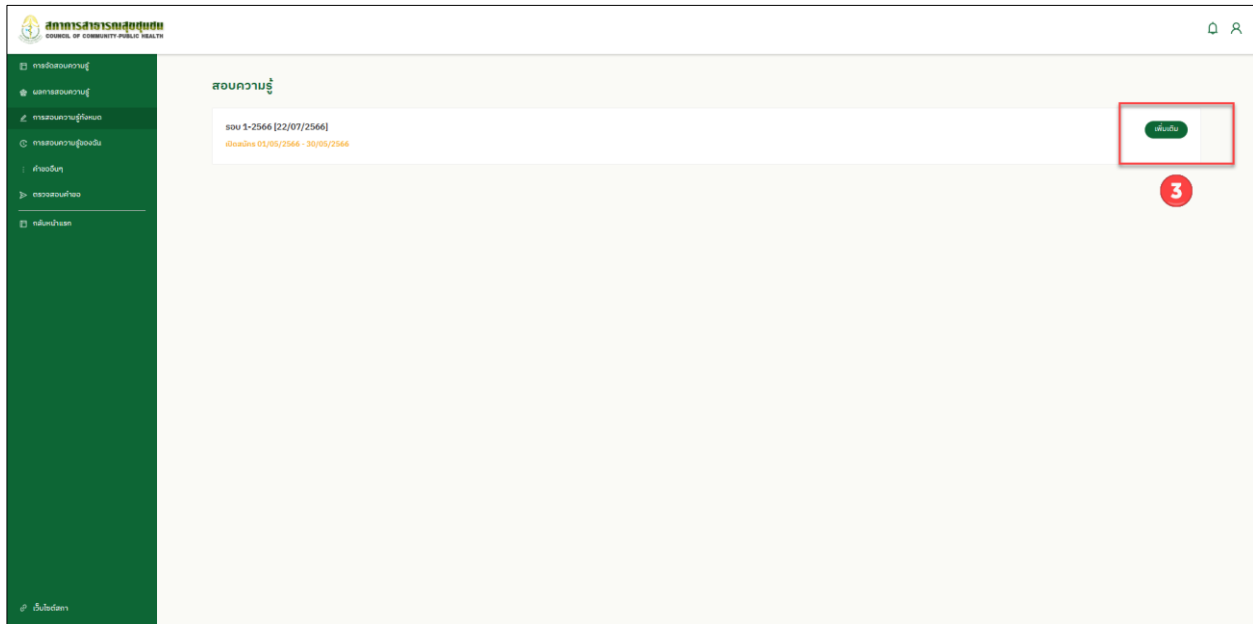 สภาการสาธารณสุขชุมชน
COUNCIL OF COMMUNITY-PUBLIC HEALTH
การจัดสอบความรู้
ผลการสอบความรู้
การสอบความรู้ทั้งหมด
การสอบความรู้ของฉัน
คำขออื่นๆ
ตรวจสอบคำขอ
กลับหน้าแรก
เว็บไซต์สภา
สอบความรู้
รอบ 1-2566 [22/07/2566]
เปิดสมัคร 01/05/2566 - 30/05/2566
เพิ่มเติม
3